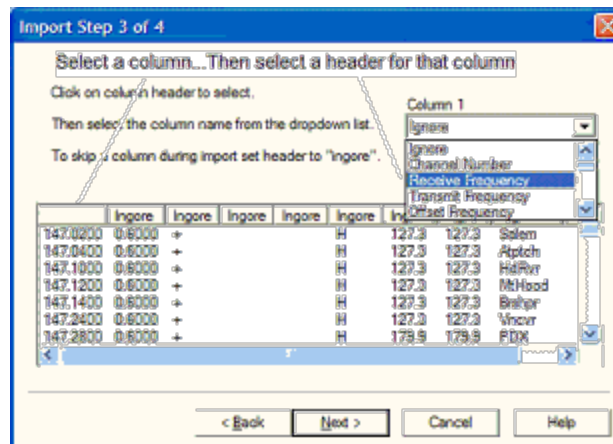 Import Step 3 of 4
Select a column...Then select a header for that column
Click on column header to select.
Column 1
Then select the column name from the dropdown list.
Ignore
To skip a column during import set header to "ingore".
Ignore
Channel Number
Receive Frequency
Transmit Frequency
Offset Frequency
Ingore Ingore Ingore Ingore Ingore
147.0200 0.6000 + H 127.3 127.3 Salem
147.0400 0.6000 + H 127.3 127.3 Atptch
147.1000 0.6000 + H 127.3 127.3 HdRvr
147.1200 0.6000 + H 127.3 127.3 MtHood
147.1400 0.6000 + H 127.3 127.3
147.2400 0.6000 + H 127.3 127.3 Vncvr
147.2800 0.6000 + H 179.9 179.9 PDX
< Back Next > Cancel Help